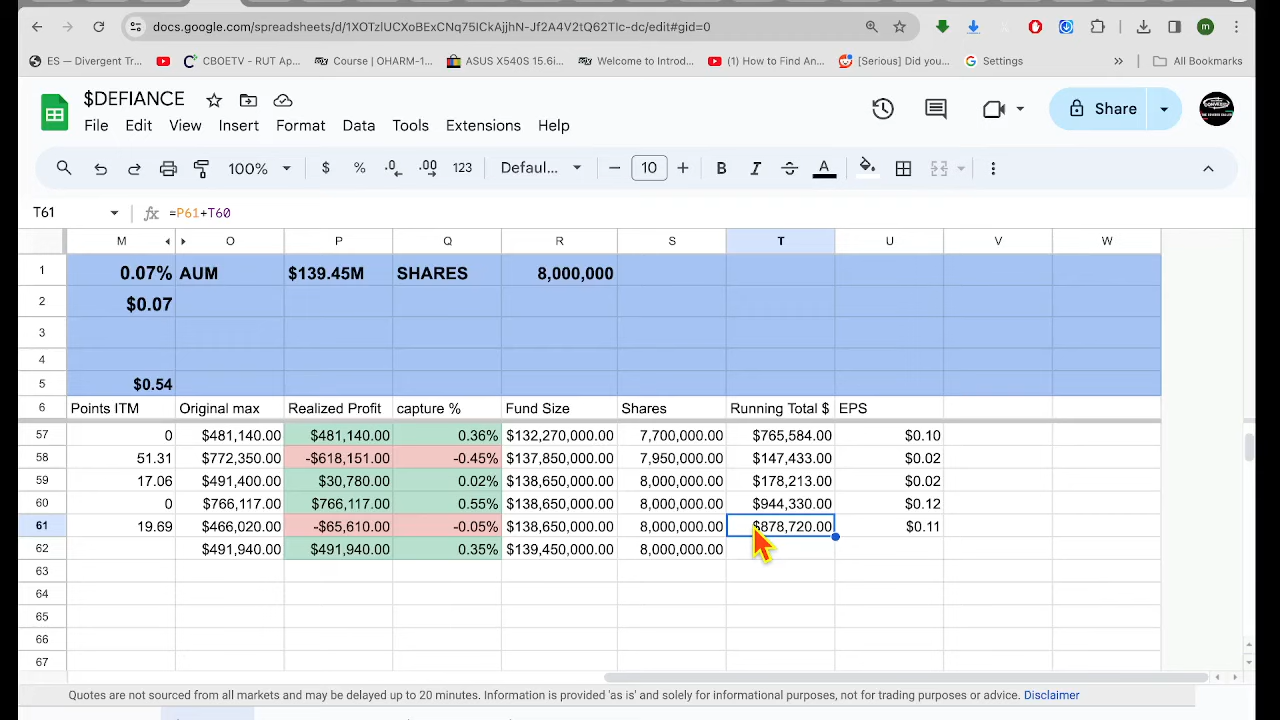 docs.google.com/spreadsheets/d/1XOTzlUCXoBExCNq75ICkAjjhN-Jf2A4V2tQ62TIc-dc/edit#gid=0
ES — Divergent Tr... CBOETV - RUT Ap... Course | OHARM-1... ASUS X540S 15.6i... Welcome to Introd... (1) How to Find An... [Serious] Did you... Settings » All Bookmarks
$DEFIANCE
File Edit View Insert Format Data Tools Extensions Help
Share
100% $ % .0 .00 123 Defaul... − 10 + B I A
T61 fx =P61+T60
M O P Q R S T U V W
1 0.07% AUM $139.45M SHARES 8,000,000
2 $0.07
3
4
5 $0.54
6 Points ITM Original max Realized Profit capture % Fund Size Shares Running Total $ EPS
57 0 $481,140.00 $481,140.00 0.36% $132,270,000.00 7,700,000.00 $765,584.00 $0.10
58 51.31 $772,350.00 -$618,151.00 -0.45% $137,850,000.00 7,950,000.00 $147,433.00 $0.02
59 17.06 $491,400.00 $30,780.00 0.02% $138,650,000.00 8,000,000.00 $178,213.00 $0.02
60 0 $766,117.00 $766,117.00 0.55% $138,650,000.00 8,000,000.00 $944,330.00 $0.12
61 19.69 $466,020.00 -$65,610.00 -0.05% $138,650,000.00 8,000,000.00 $878,720.00 $0.11
62 $491,940.00 $491,940.00 0.35% $139,450,000.00 8,000,000.00
63
64
65
66
67
Quotes are not sourced from all markets and may be delayed up to 20 minutes. Information is provided 'as is' and solely for informational purposes, not for trading purposes or advice. Disclaimer